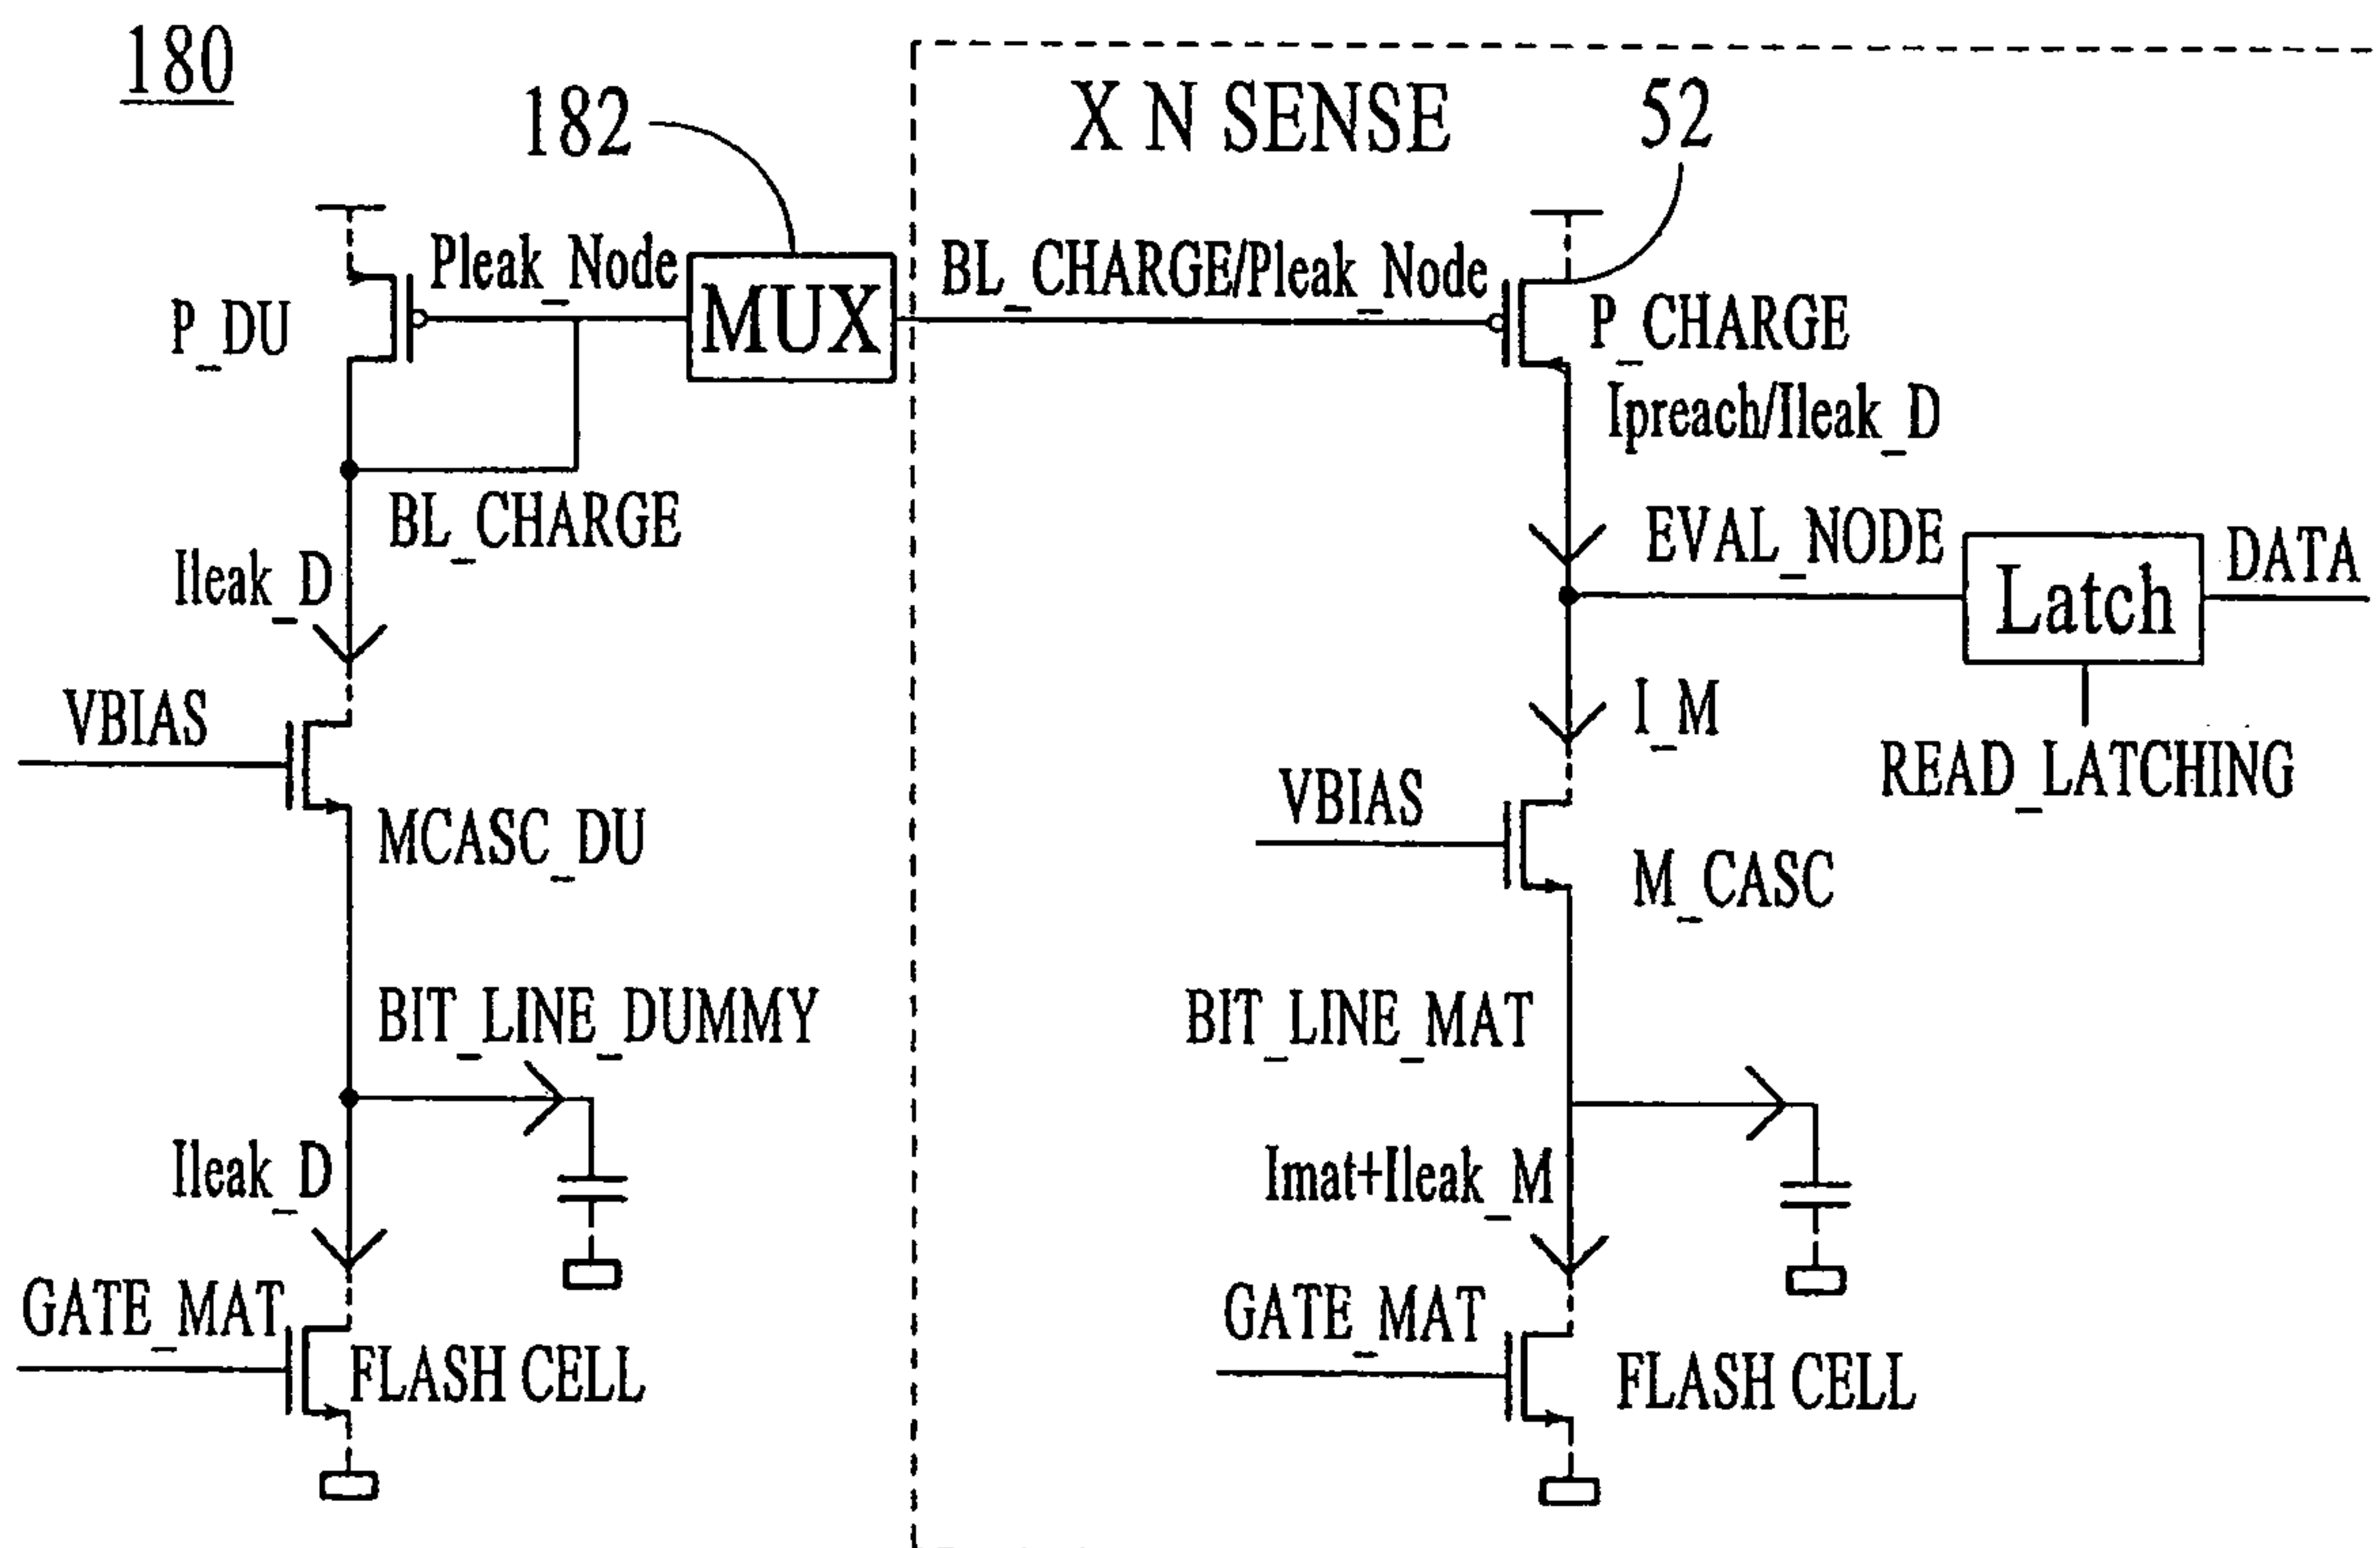 180
182
X N SENSE
52
Pleak_Node
MUX
BL_CHARGE/Pleak_Node
P_DU
P_CHARGE
Ipreach/Ileak_D
BL_CHARGE
EVAL_NODE
Latch
DATA
Ileak_D
VBIAS
I_M
READ_LATCHING
MCASC_DU
VBIAS
M_CASC
BIT_LINE_DUMMY
BIT_LINE_MAT
Ileak_D
Imat+Ileak_M
GATE_MAT
FLASH CELL
GATE_MAT
FLASH CELL